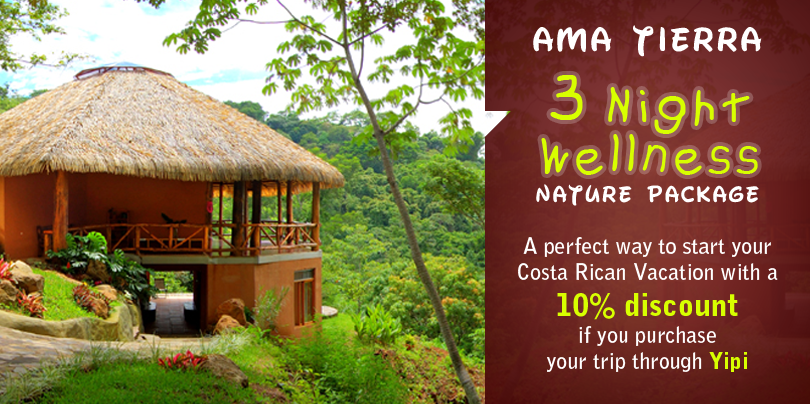 AMA TIERRA
3 Night
Wellness
NATURE PACKAGE
A perfect way to start your
Costa Rican Vacation with a
10% discount
if you purchase
your trip through Yipi